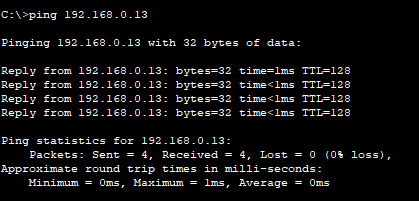 C:\>ping 192.168.0.13
Pinging 192.168.0.13 with 32 bytes of data:
Reply from 192.168.0.13: bytes=32 time=1ms TTL=128
Reply from 192.168.0.13: bytes=32 time<1ms TTL=128
Reply from 192.168.0.13: bytes=32 time<1ms TTL=128
Reply from 192.168.0.13: bytes=32 time<1ms TTL=128
Ping statistics for 192.168.0.13:
    Packets: Sent = 4, Received = 4, Lost = 0 (0% loss),
Approximate round trip times in milli-seconds:
    Minimum = 0ms, Maximum = 1ms, Average = 0ms